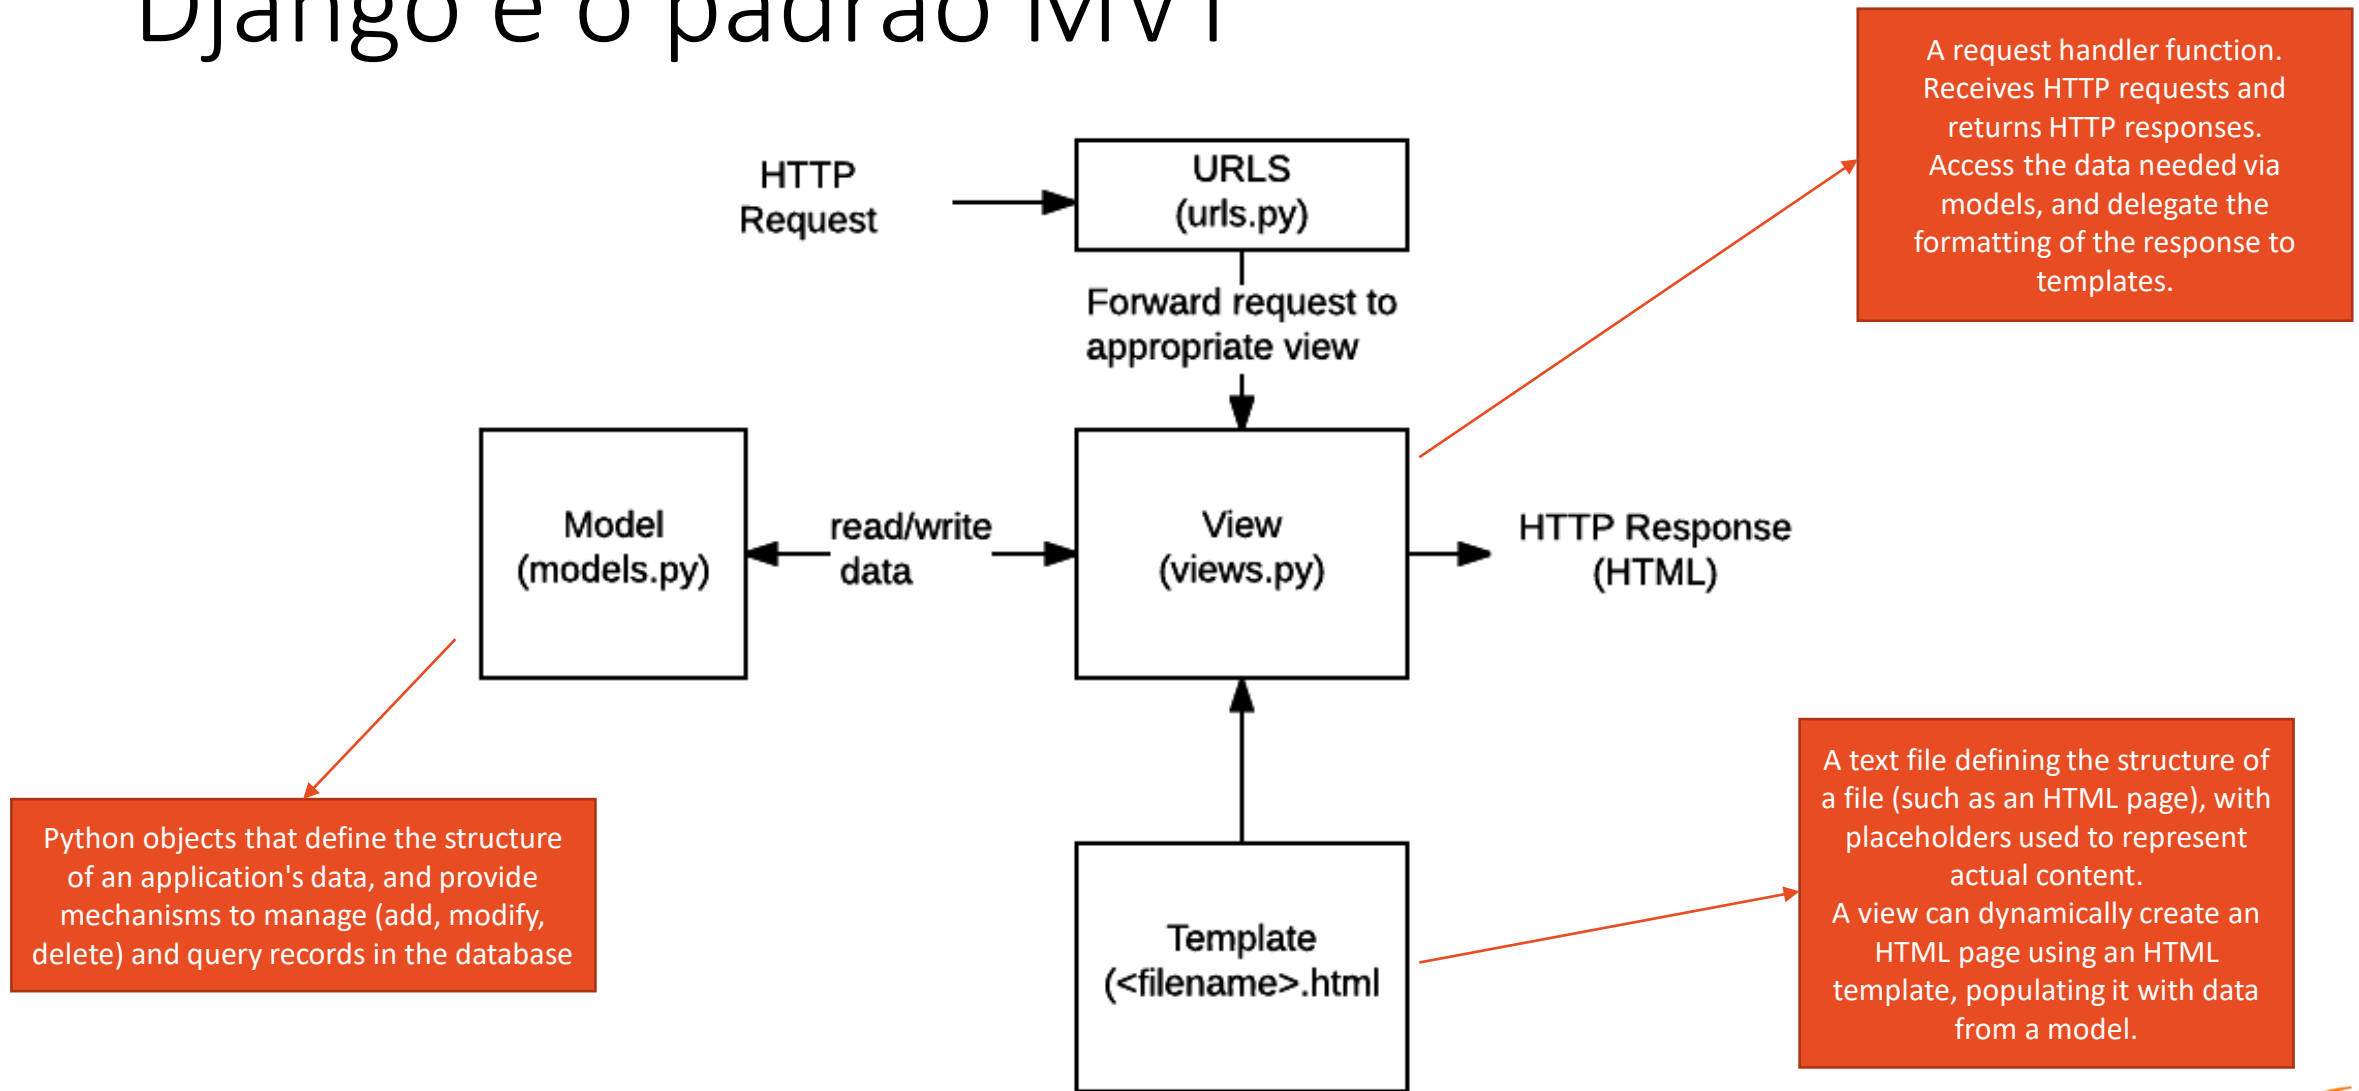 Django e o padrão MVT
A request handler function.
Receives HTTP requests and
returns HTTP responses.
Access the data needed via
models, and delegate the
formatting of the response to
templates.
HTTP
Request
URLS
(urls.py)
Forward request to
appropriate view
Model
(models.py)
read/write
data
View
(views.py)
HTTP Response
(HTML)
Python objects that define the structure
of an application's data, and provide
mechanisms to manage (add, modify,
delete) and query records in the database
Template
(<filename>.html
A text file defining the structure of
a file (such as an HTML page), with
placeholders used to represent
actual content.
A view can dynamically create an
HTML page using an HTML
template, populating it with data
from a model.